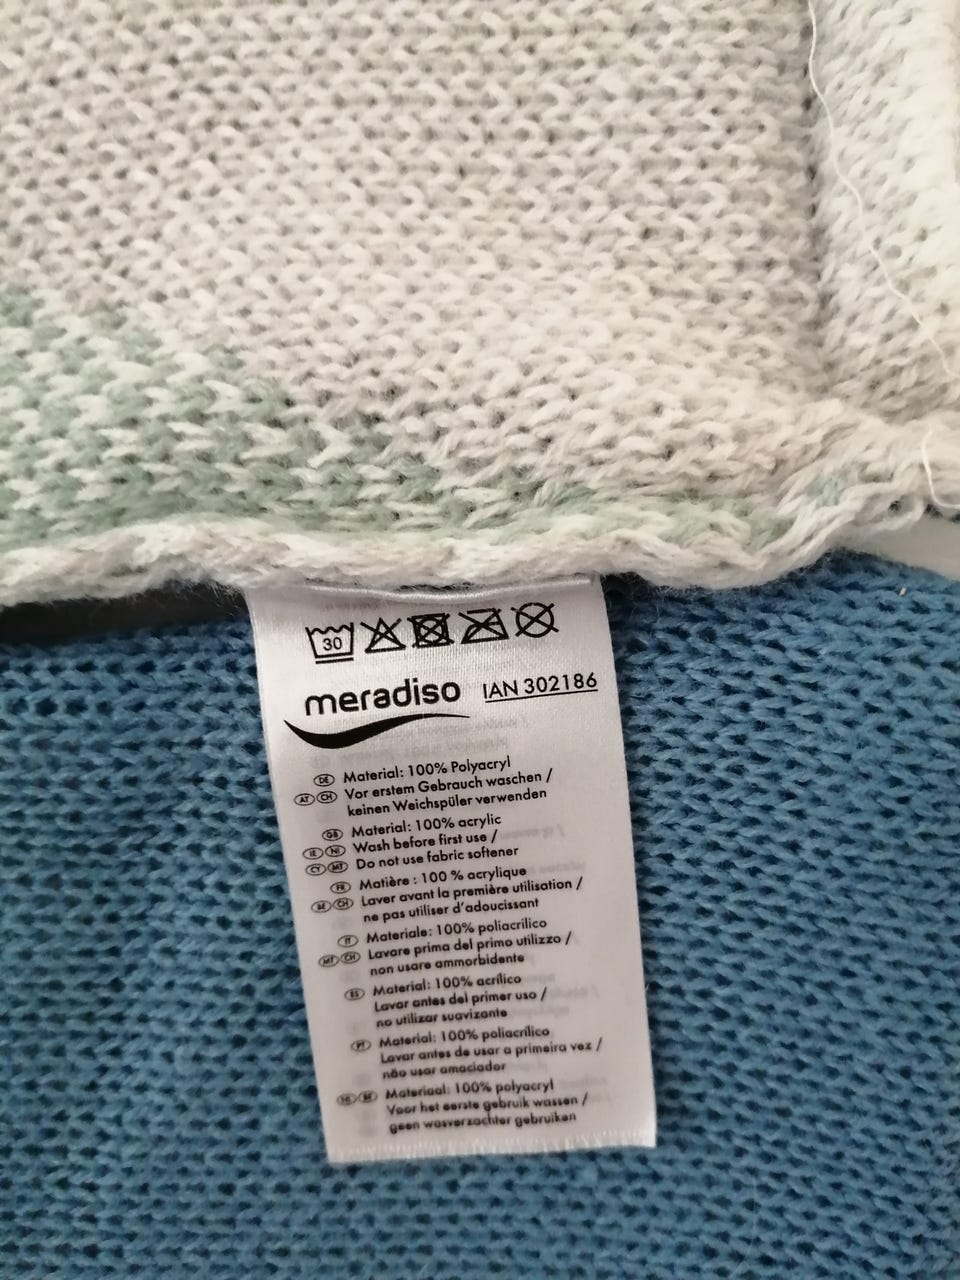 30
meradiso IAN 302186
DE Material: 100% Polyacryl
AT CH Vor erstem Gebrauch waschen /
keinen Weichspüler verwenden
GB Material: 100% acrylic
IE NI Wash before first use /
CY MT Do not use fabric softener
FR Matière : 100 % acrylique
BE CH Laver avant la première utilisation /
ne pas utiliser d'adoucissant
IT Materiale: 100% poliacrilico
MT CH Lavare prima del primo utilizzo /
non usare ammorbidente
ES Material: 100% acrílico
Lavar antes del primer uso /
no utilizar suavizante
PT Material: 100% poliacrílico
Lavar antes de usar a primeira vez /
não usar amaciador
Materiaal: 100% polyacryl
Voor het eerste gebruik wassen /
geen wasverzachter gebruiken